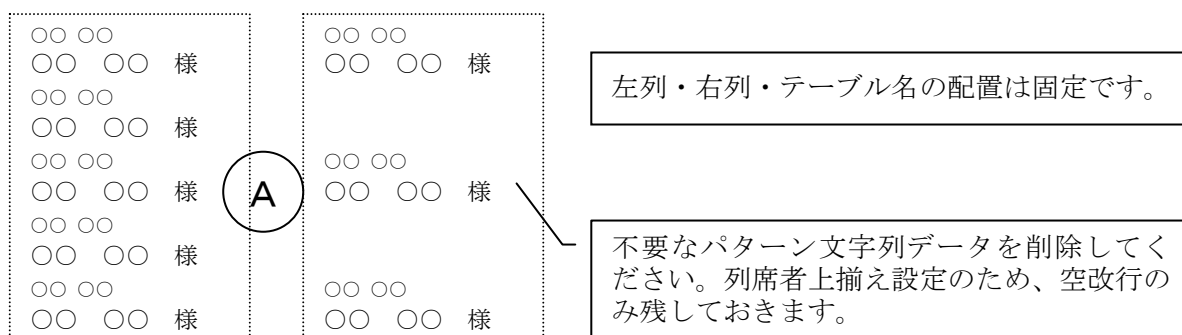 ○○ ○○
○○　○○　様
○○ ○○
○○　○○　様
○○ ○○
○○　○○　様
○○ ○○
○○　○○　様
○○ ○○
○○　○○　様
A
○○ ○○
○○　○○　様
○○ ○○
○○　○○　様
○○ ○○
○○　○○　様
左列・右列・テーブル名の配置は固定です。
不要なパターン文字列データを削除してく
ださい。列席者上揃え設定のため、空改行の
み残しておきます。